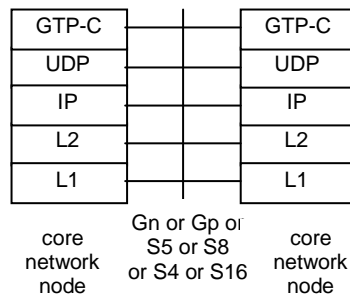 GTP-C GTP-C
UDP UDP
IP IP
L2 L2
L1 L1
core network node
Gn or Gp or
S5 or S8
or S4 or S16
core network node